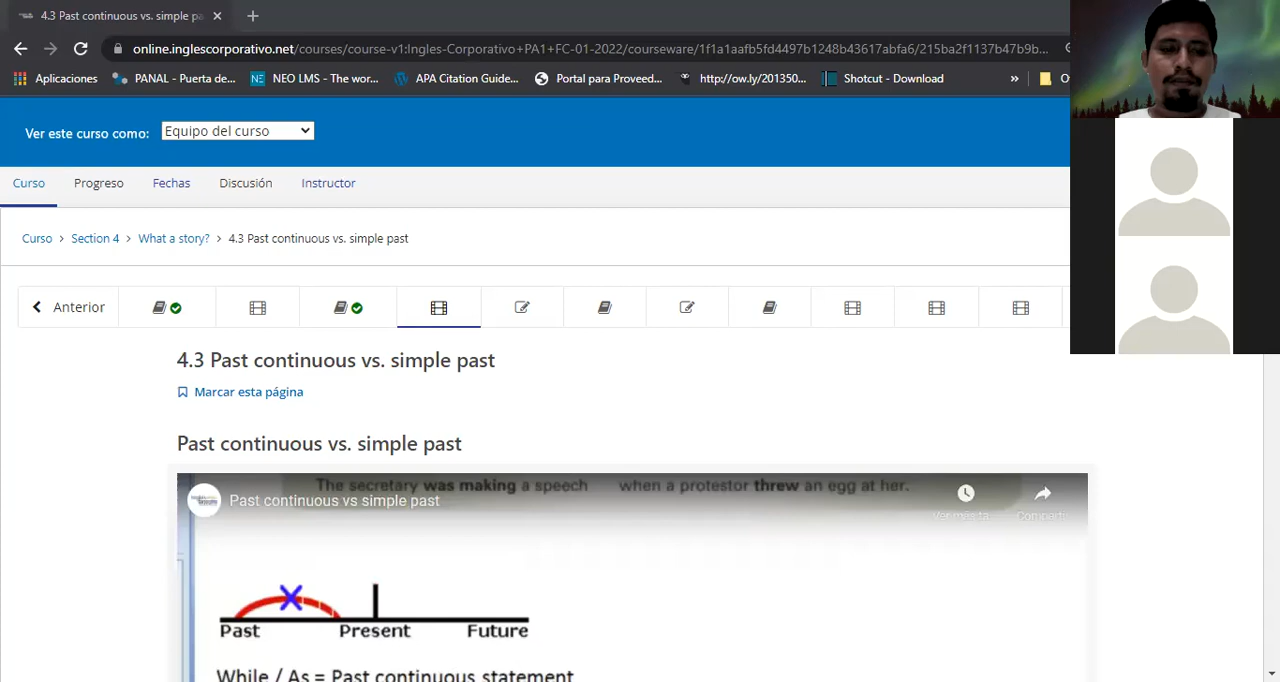 4.3 Past continuous vs. simple pa
online.inglescorporativo.net/courses/course-v1:Ingles-Corporativo+PA1+FC-01-2022/courseware/1f1a1aafb5fd4497b1248b43617abfa6/215ba2f1137b47b9b...
Aplicaciones PANAL - Puerta de... NEO LMS - The wor... APA Citation Guide... Portal para Proveed... http://ow.ly/201350... Shotcut - Download » O
Ver este curso como: Equipo del curso
Curso Progreso Fechas Discusión Instructor
Curso > Section 4 > What a story? > 4.3 Past continuous vs. simple past
Anterior
4.3 Past continuous vs. simple past
Marcar esta página
Past continuous vs. simple past
The secretary was making a speech when a protestor threw an egg at her.
Past continuous vs simple past
Ver más ta... Compartir
Past Present Future
While / As = Past continuous statement